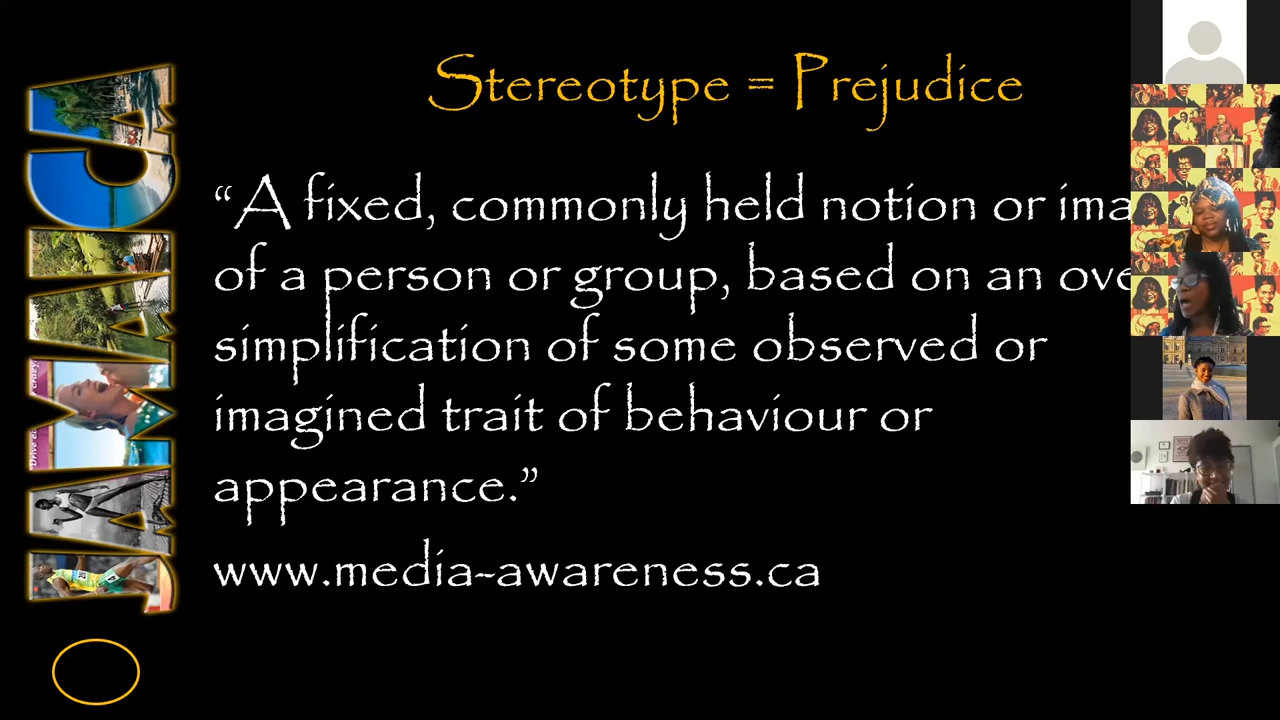 Stereotype = Prejudice
“A fixed, commonly held notion or ima
of a person or group, based on an ove
simplification of some observed or
imagined trait of behaviour or
appearance.”
www.media-awareness.ca
JAMAICA